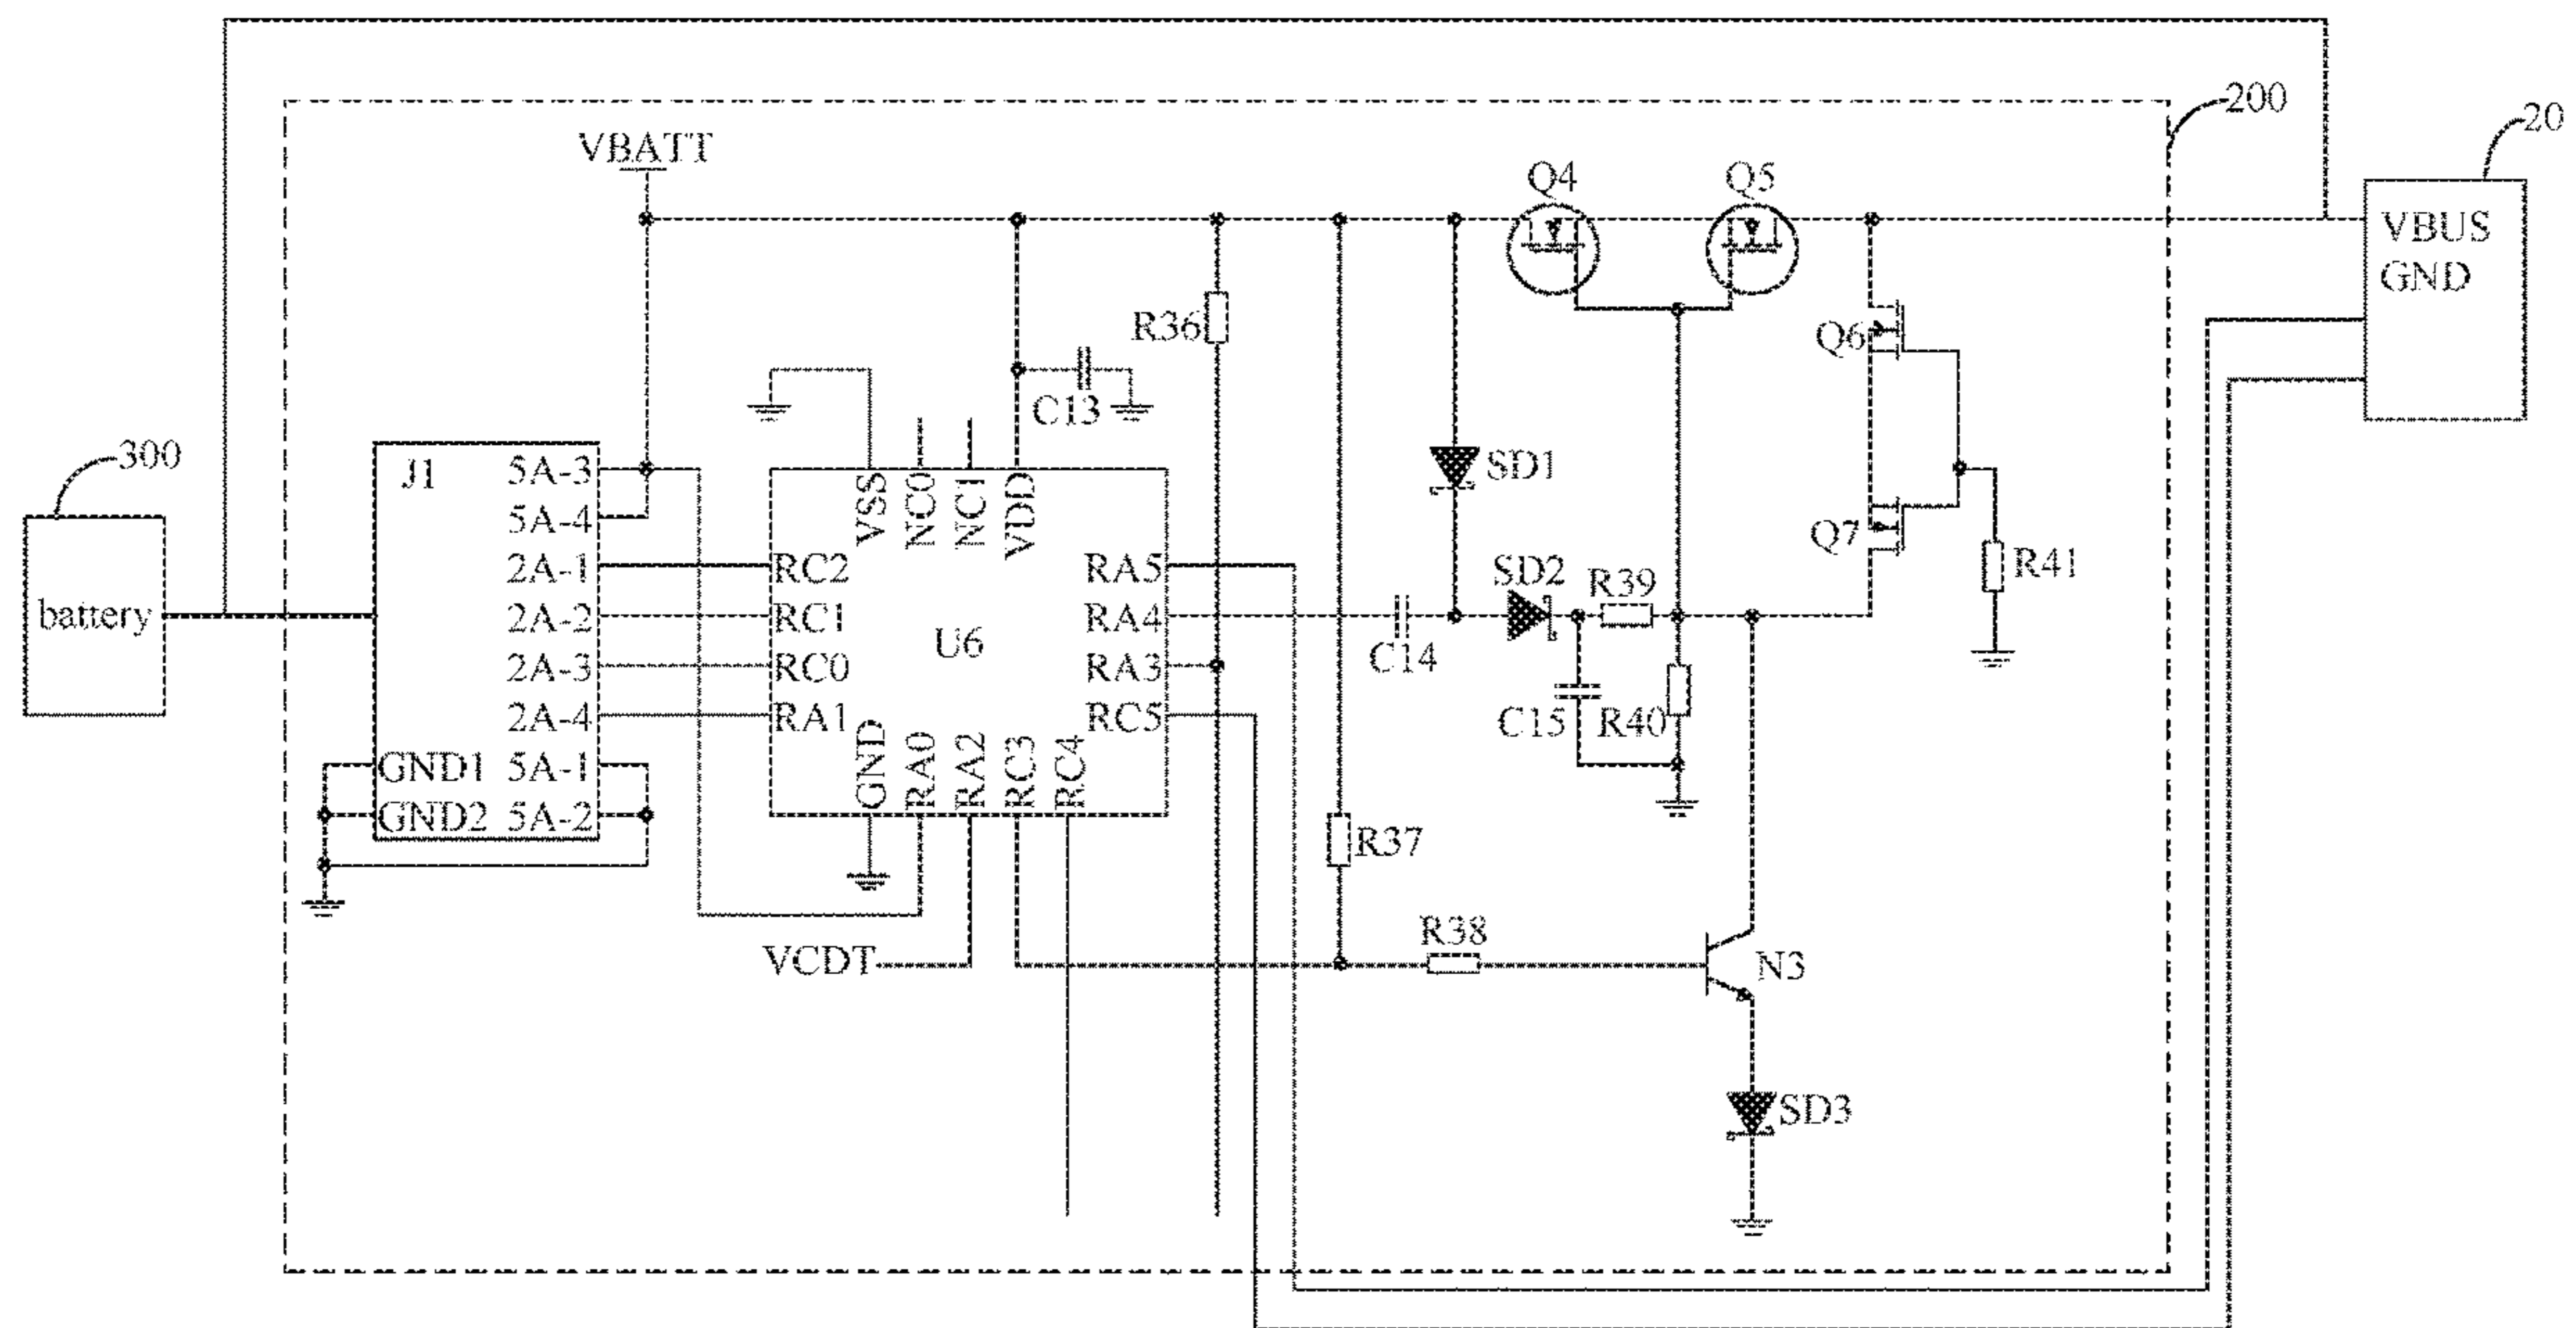 200
20
VBATT
Q4
Q5
VBUS
GND
R36
Q6
C13
300
J1
5A-3
5A-4
2A-1
2A-2
2A-3
2A-4
GND1
5A-1
GND2
5A-2
battery
VSS
NC0
NC1
VDD
RC2
RC1
RC0
RA1
U6
RA5
RA4
RA3
RC5
GND
RA0
RA2
RC3
RC4
SD1
SD2
R39
Q7
R41
C14
C15
R40
R37
VCDT
R38
N3
SD3